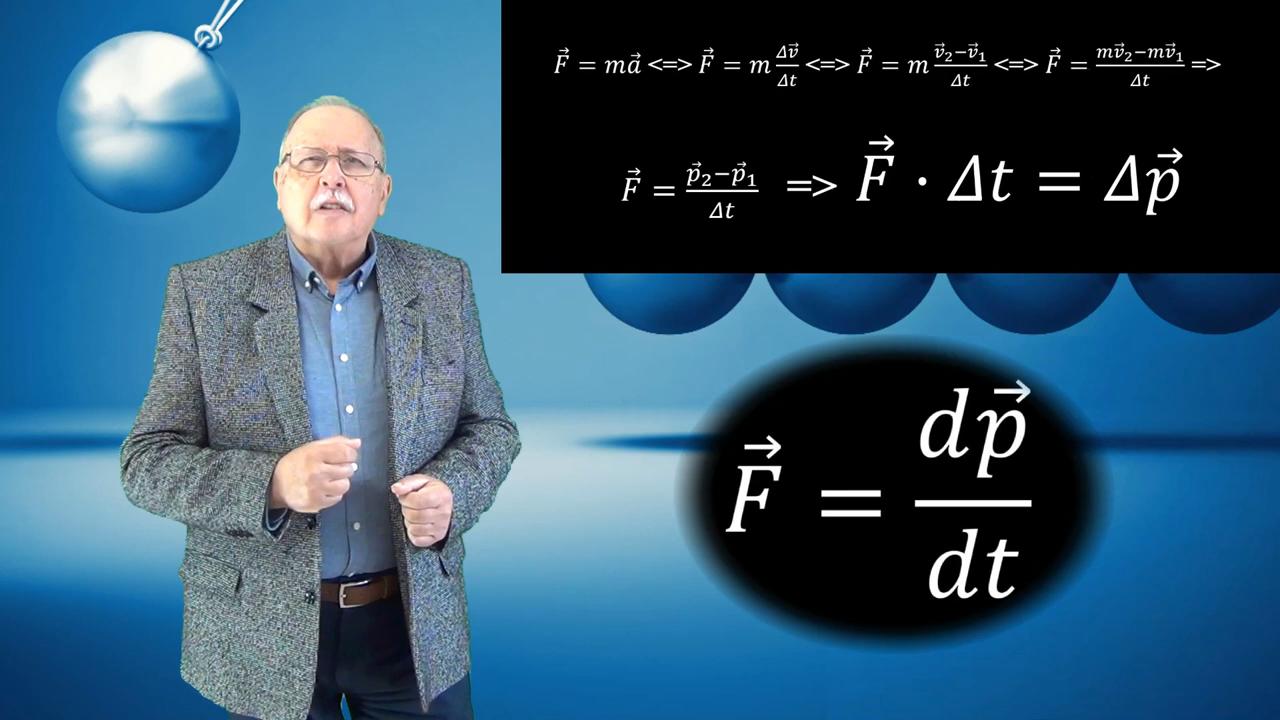 F⃗ = ma⃗ <=> F⃗ = m Δv⃗/Δt <=> F⃗ = m (v⃗₂−v⃗₁)/Δt <=> F⃗ = (mv⃗₂−mv⃗₁)/Δt =>
F⃗ = (p⃗₂−p⃗₁)/Δt => F⃗ · Δt = Δp⃗
F⃗ = dp⃗/dt